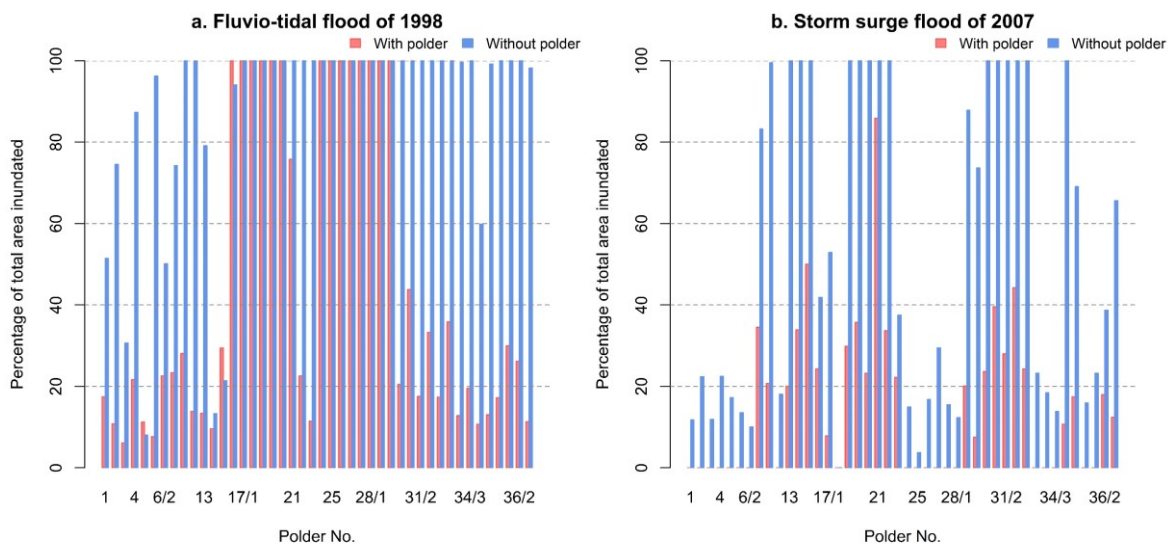 a. Fluvio-tidal flood of 1998
With polder Without polder
Percentage of total area inundated
100
80
60
40
20
0
1 4 6/2 13 17/1 21 25 28/1 31/2 34/3 36/2
Polder No.
b. Storm surge flood of 2007
With polder Without polder
Percentage of total area inundated
100
80
60
40
20
0
1 4 6/2 13 17/1 21 25 28/1 31/2 34/3 36/2
Polder No.